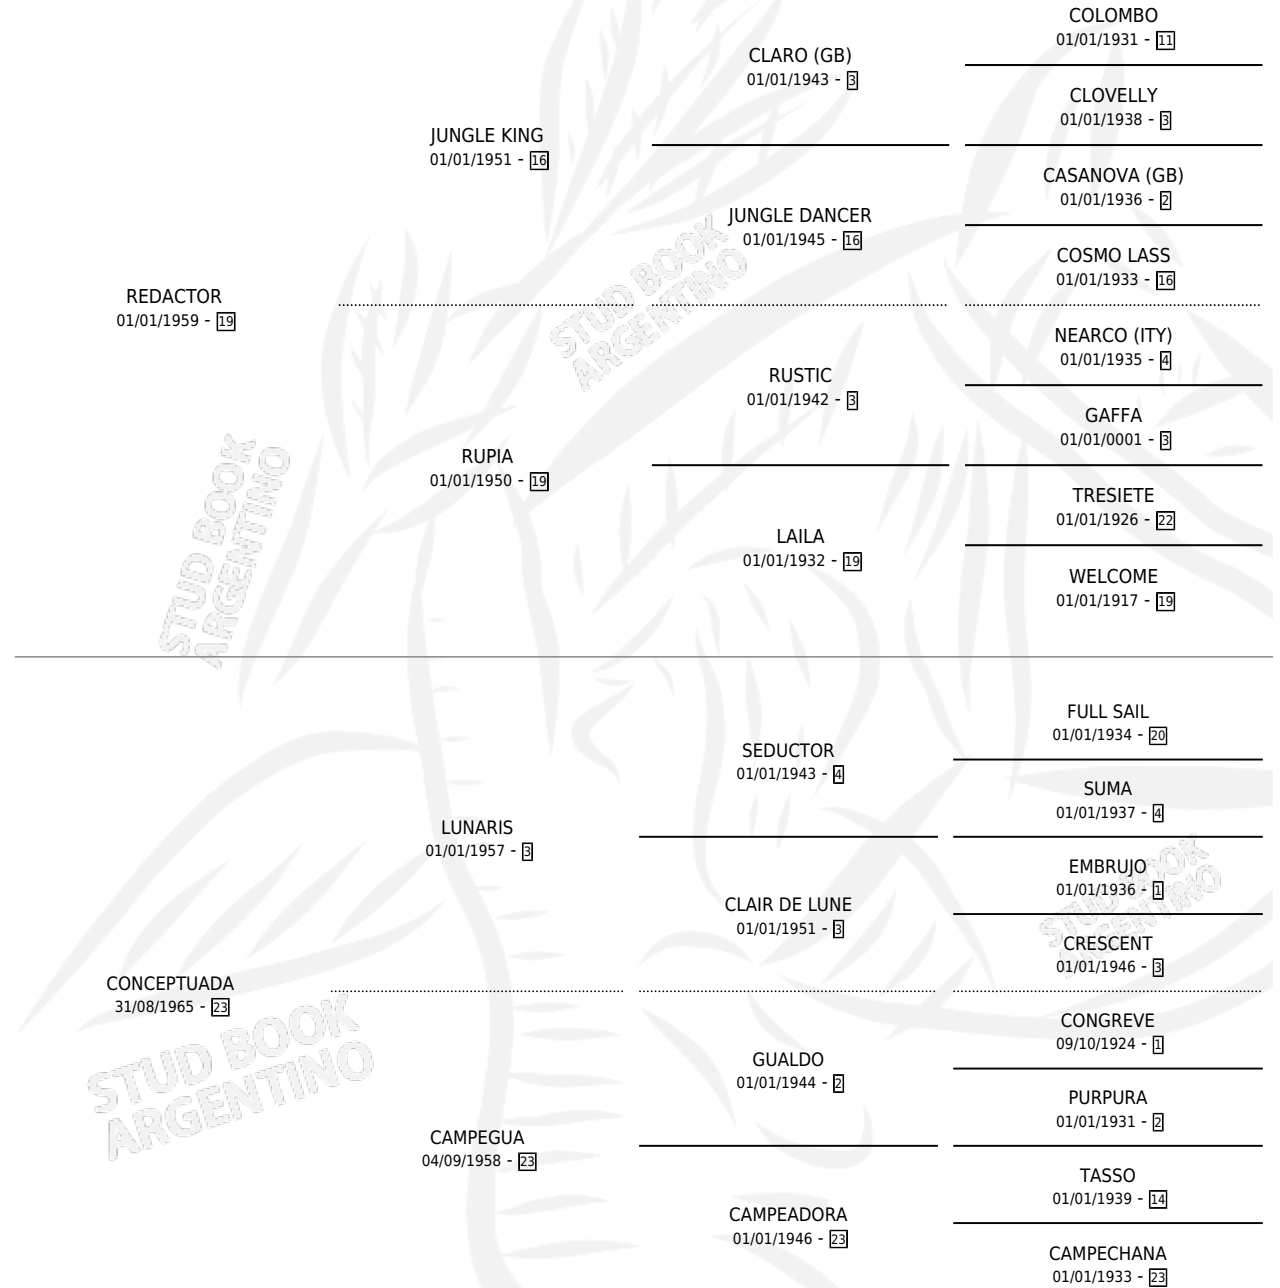 COLOMBO
01/01/1931 - 11
CLARO (GB)
01/01/1943 - 3
CLOVELLY
01/01/1938 - 3
JUNGLE KING
01/01/1951 - 16
CASANOVA (GB)
01/01/1936 - 2
JUNGLE DANCER
01/01/1945 - 16
COSMO LASS
01/01/1933 - 16
STUD BOOK
ARGENTINO
REDACTOR
01/01/1959 - 19
NEARCO (ITY)
01/01/1935 - 4
RUSTIC
01/01/1942 - 3
GAFFA
01/01/0001 - 3
RUPIA
01/01/1950 - 19
TRESIETE
01/01/1926 - 22
LAILA
01/01/1932 - 19
WELCOME
01/01/1917 - 19
STUD BOOK
ARGENTINO
FULL SAIL
01/01/1934 - 20
SEDUCTOR
01/01/1943 - 4
SUMA
01/01/1937 - 4
LUNARIS
01/01/1957 - 3
EMBRUJO
01/01/1936 - 1
CLAIR DE LUNE
01/01/1951 - 3
CRESCENT
01/01/1946 - 3
STUD BOOK
ARGENTINO
CONCEPTUADA
31/08/1965 - 23
CONGREVE
09/10/1924 - 1
GUALDO
01/01/1944 - 2
PURPURA
01/01/1931 - 2
STUD BOOK
ARGENTINO
CAMPEGUA
04/09/1958 - 23
TASSO
01/01/1939 - 14
CAMPEADORA
01/01/1946 - 23
CAMPECHANA
01/01/1933 - 23